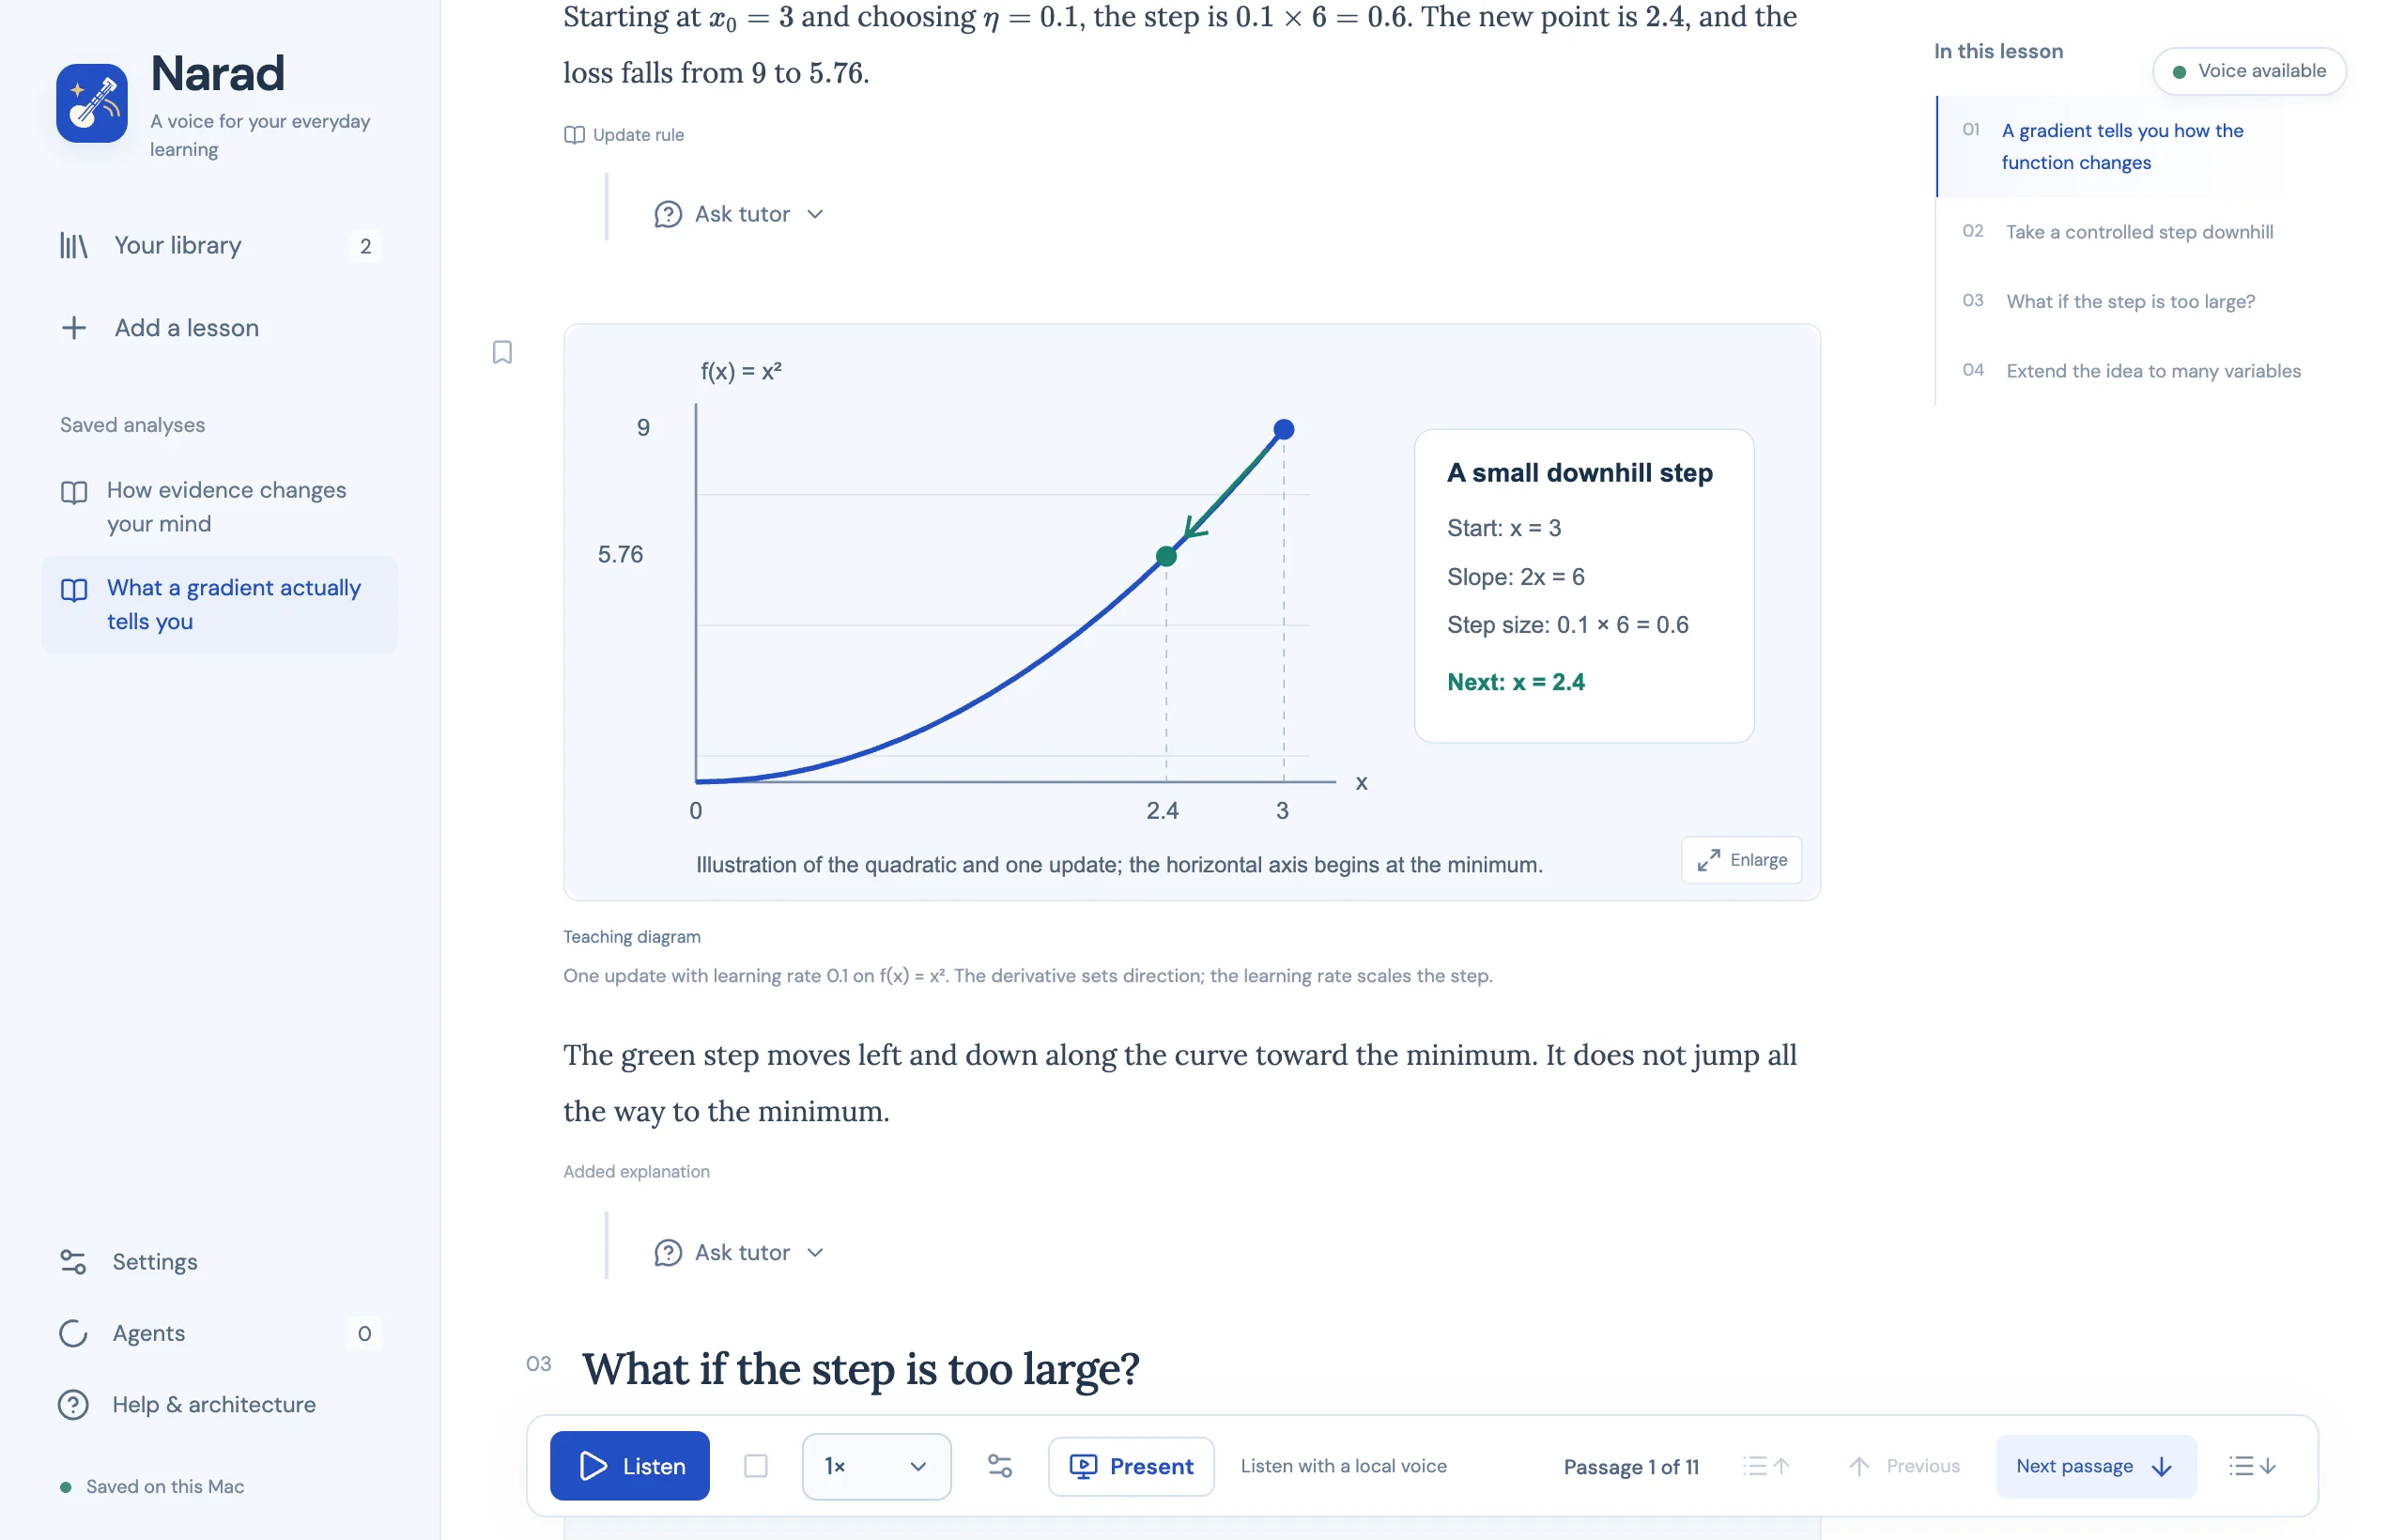 Narad
A voice for your everyday
learning
Your library 2
Add a lesson
Saved analyses
How evidence changes
your mind
What a gradient actually
tells you
Settings
Agents 0
Help & architecture
Saved on this Mac
Starting at x₀ = 3 and choosing η = 0.1, the step is 0.1 × 6 = 0.6. The new point is 2.4, and the
loss falls from 9 to 5.76.
Update rule
Ask tutor
f(x) = x²
9
5.76
0
2.4
3
x
A small downhill step
Start: x = 3
Slope: 2x = 6
Step size: 0.1 × 6 = 0.6
Next: x = 2.4
Illustration of the quadratic and one update; the horizontal axis begins at the minimum.
Enlarge
Teaching diagram
One update with learning rate 0.1 on f(x) = x². The derivative sets direction; the learning rate scales the step.
The green step moves left and down along the curve toward the minimum. It does not jump all
the way to the minimum.
Added explanation
Ask tutor
03 What if the step is too large?
Listen
1×
Present
Listen with a local voice
Passage 1 of 11
Previous
Next passage
In this lesson
Voice available
01 A gradient tells you how the
function changes
02 Take a controlled step downhill
03 What if the step is too large?
04 Extend the idea to many variables